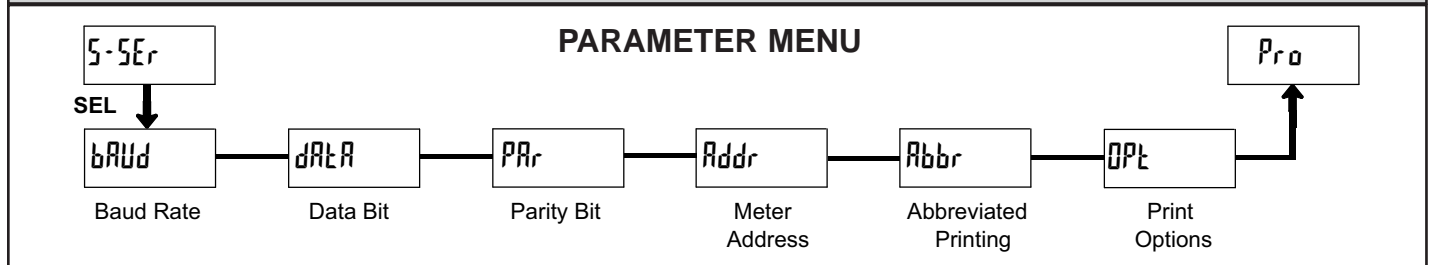 PARAMETER MENU
5-SEr
Pro
SEL
bAUd
dAtA
PAr
Addr
Abbr
OPt
Baud Rate
Data Bit
Parity Bit
Meter
Address
Abbreviated
Printing
Print
Options